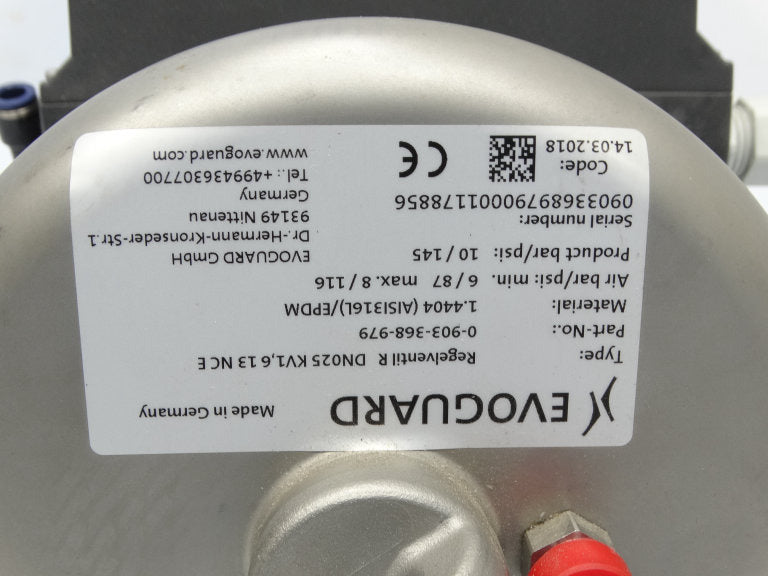 EVOGUARD Made in Germany
Type: Regelventil R DN025 KV1,6 13 NC E
Part-No.: 0-903-368-979
Material: 1.4404 (AISI316L)/EPDM
Air bar/psi: min. 6 / 87 max. 8 / 116
Product bar/psi: 10 / 145
Serial number:
090336897900001178856
Code:
14.03.2018
CE
EVOGUARD GmbH
Dr.-Hermann-Kronseder-Str.1
93149 Nittenau
Germany
Tel.: +499436307700
www.evoguard.com